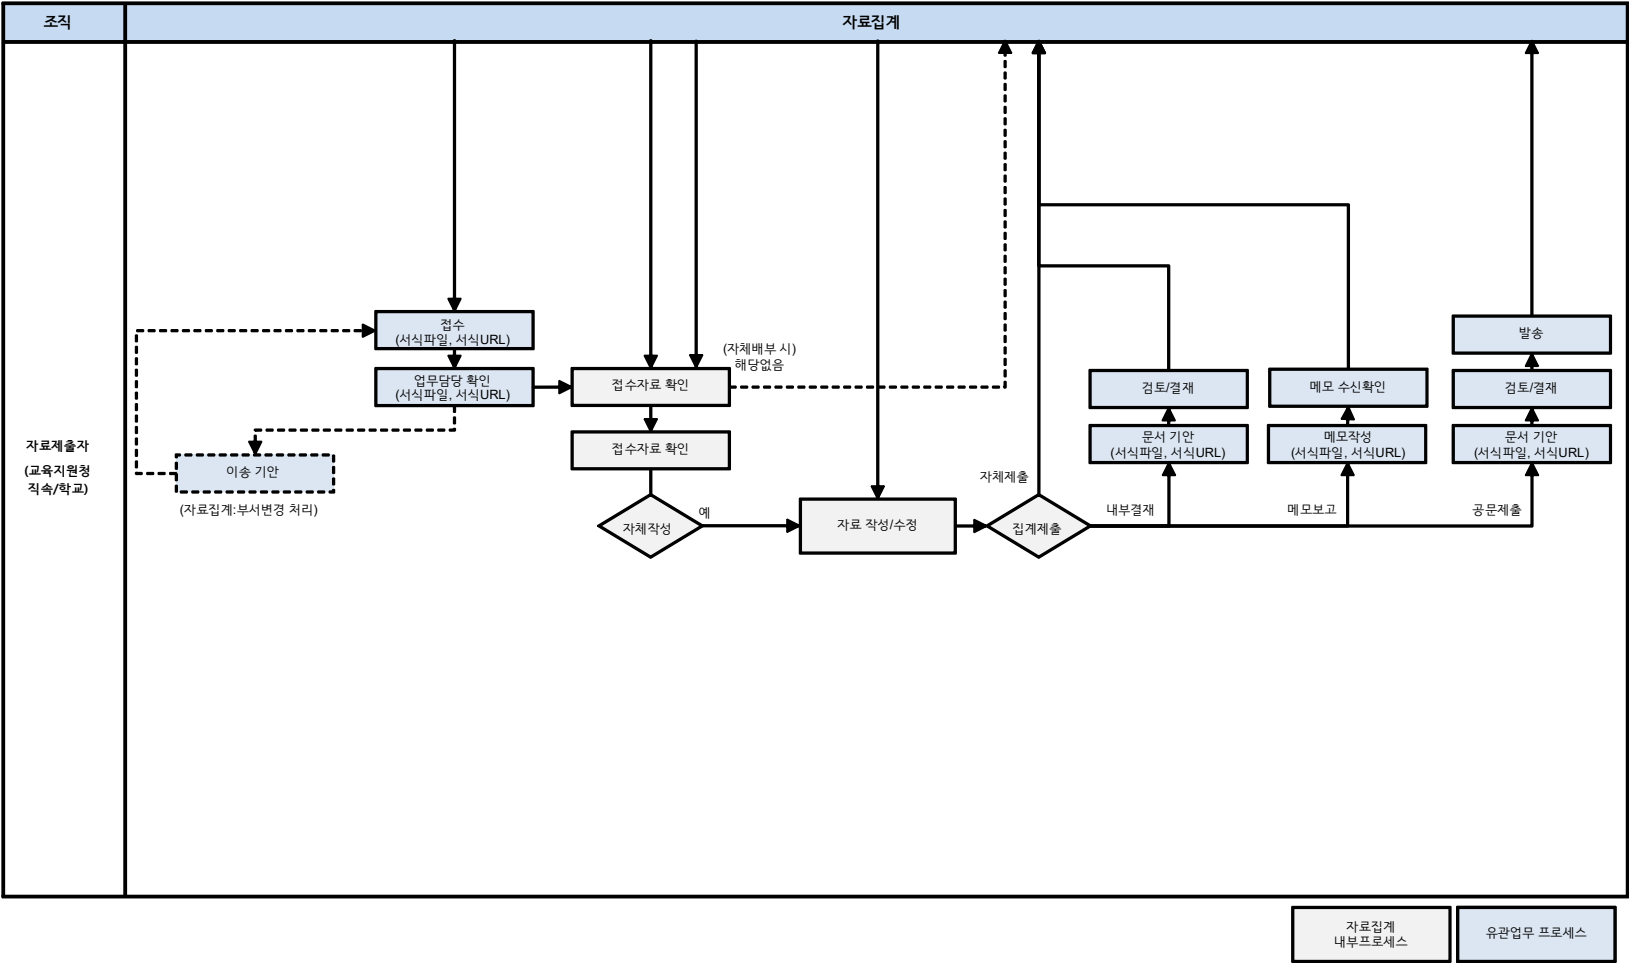 조직
자료집계
자료제출자
(교육지원청
직속/학교)
접수
(서식파일, 서식URL)
업무담당 확인
(서식파일, 서식URL)
이송 기안
(자료집계:부서변경 처리)
접수자료 확인
(자체배부 시)
해당없음
접수자료 확인
자체작성
예
자료 작성/수정
자체제출
집계제출
내부결재
문서 기안
(서식파일, 서식URL)
검토/결재
메모보고
메모작성
(서식파일, 서식URL)
메모 수신확인
공문제출
문서 기안
(서식파일, 서식URL)
검토/결재
발송
자료집계
내부프로세스
유관업무 프로세스